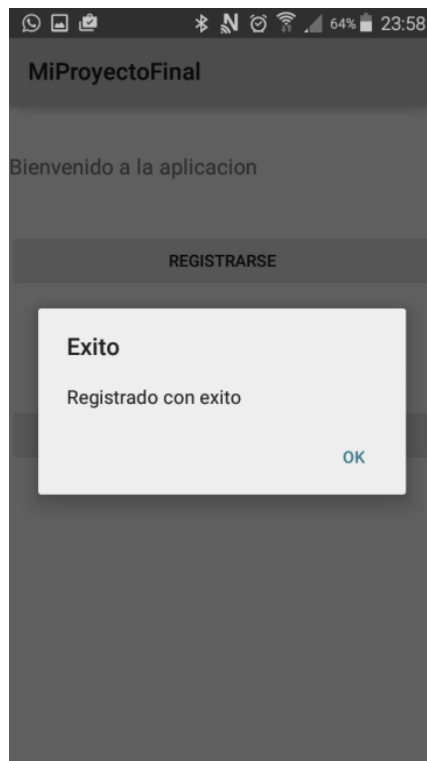 64% 23:58
MiProyectoFinal
Bienvenido a la aplicacion
REGISTRARSE
Exito
Registrado con exito
OK